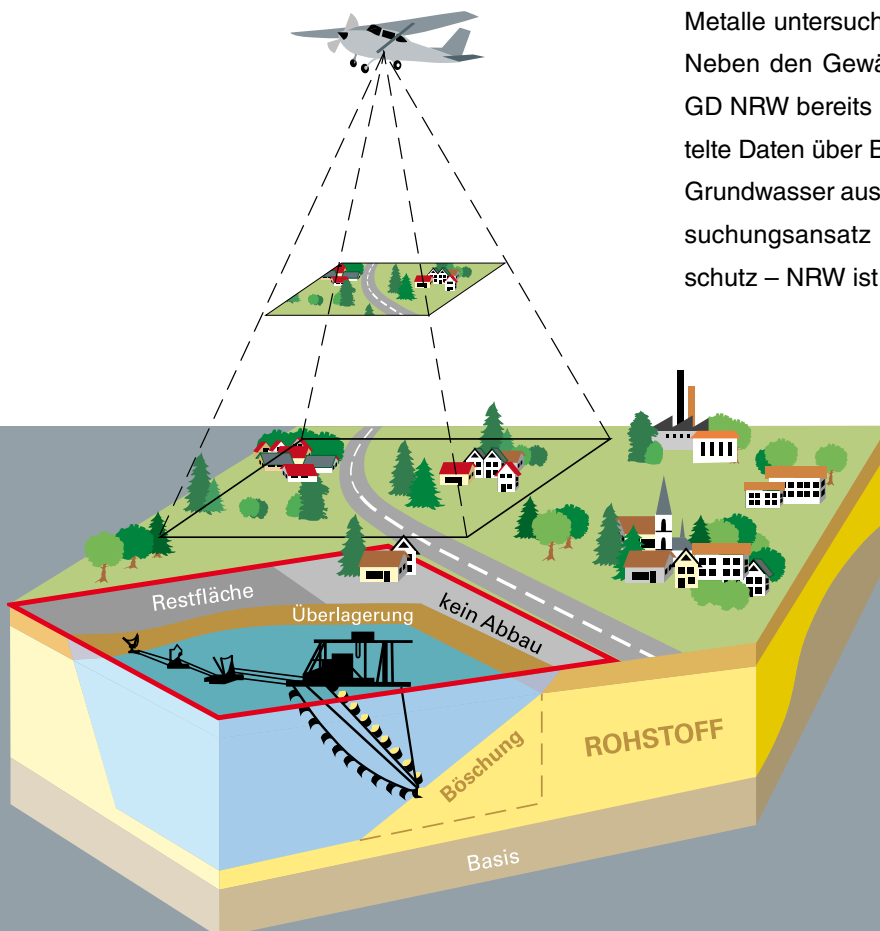 Metalle untersuch
Neben den Gewä
GD NRW bereits
telte Daten über B
Grundwasser aus
suchungsansatz
schutz – NRW ist
Restfläche
Überlagerung
kein Abbau
Böschung
ROHSTOFF
Basis